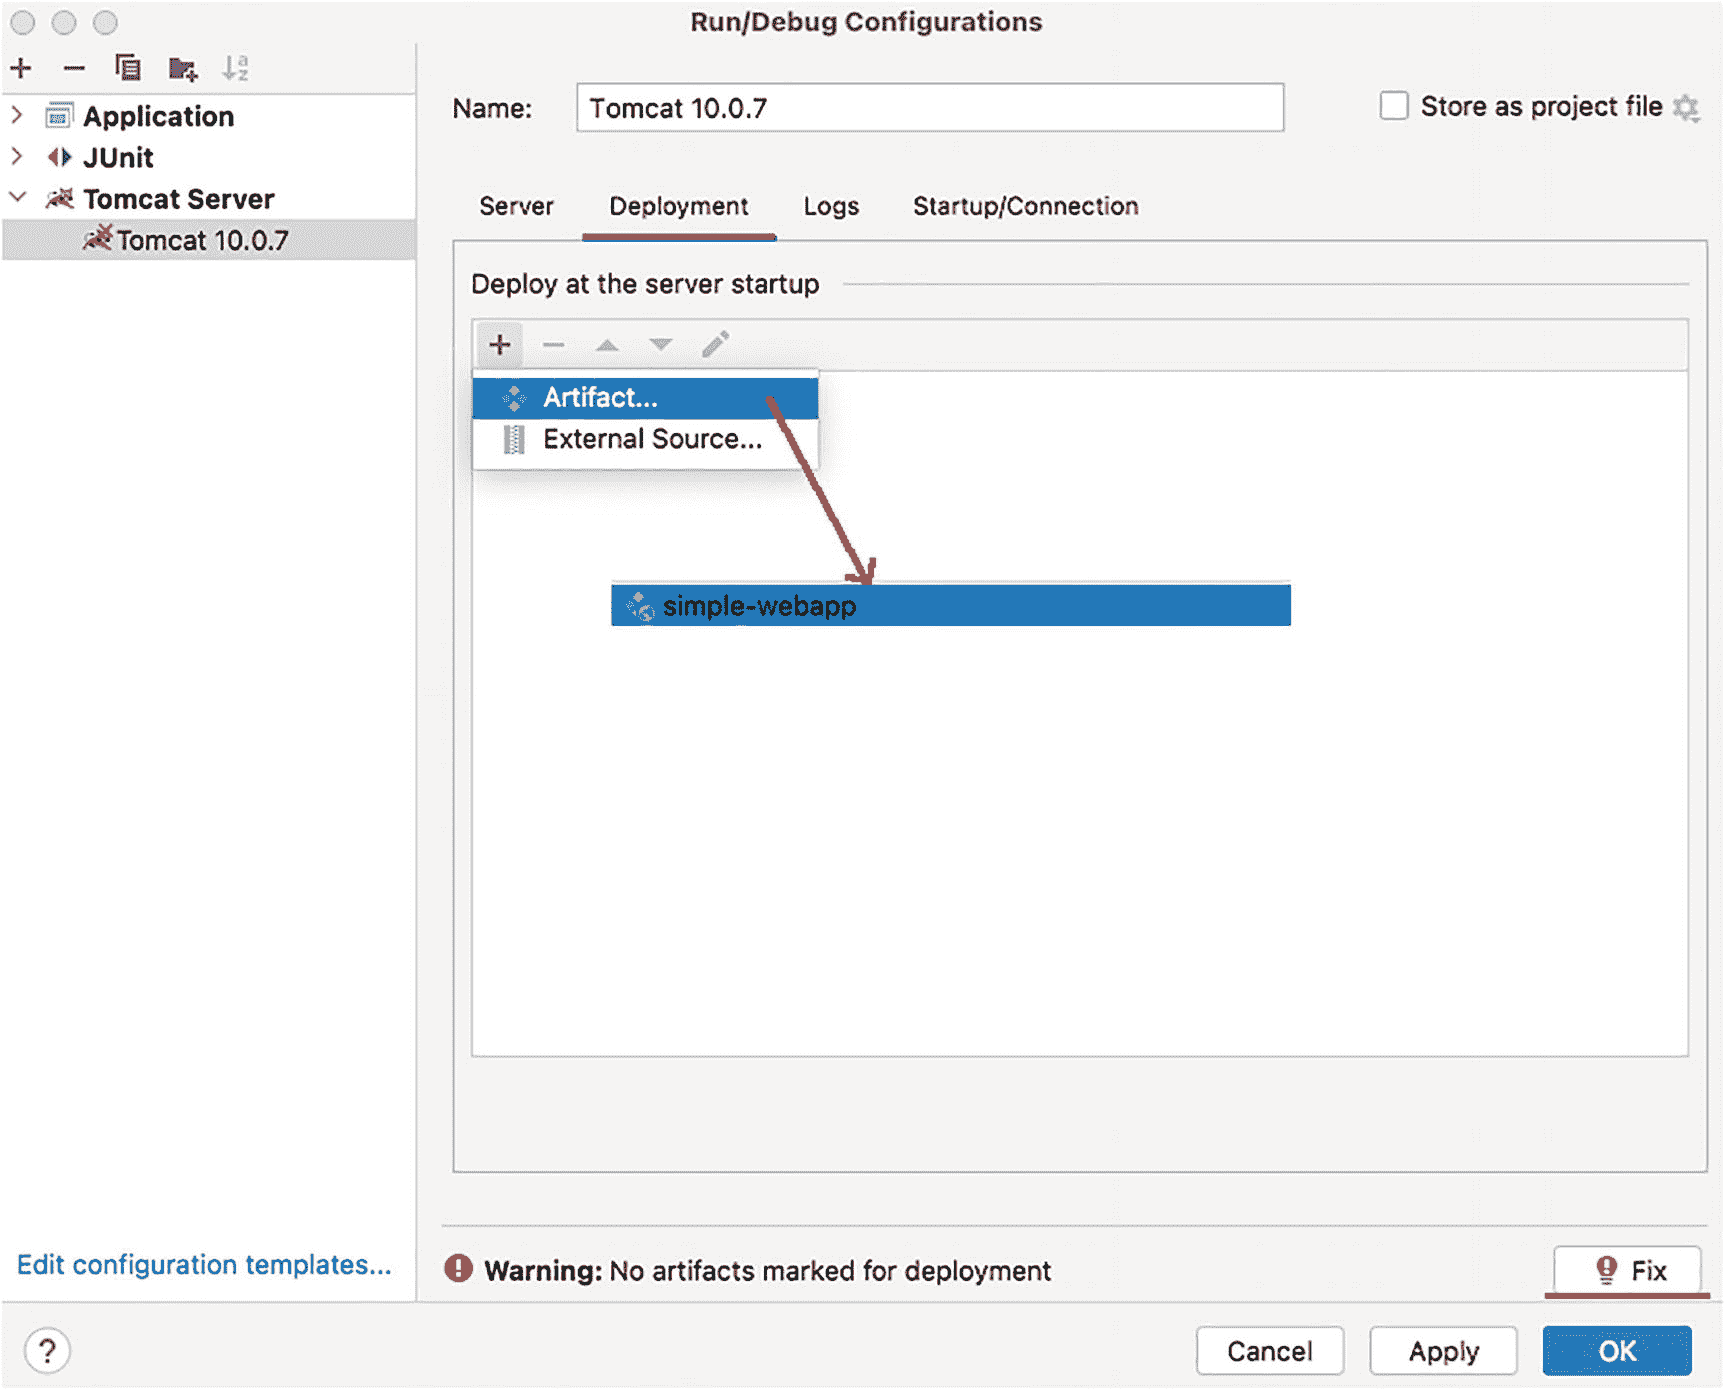 Run/Debug Configurations
Application
JUnit
Tomcat Server
Tomcat 10.0.7
Edit configuration templates...
Name: Tomcat 10.0.7
Store as project file
Server Deployment Logs Startup/Connection
Deploy at the server startup
Artifact...
External Source...
simple-webapp
Warning: No artifacts marked for deployment
Fix
?
Cancel Apply OK